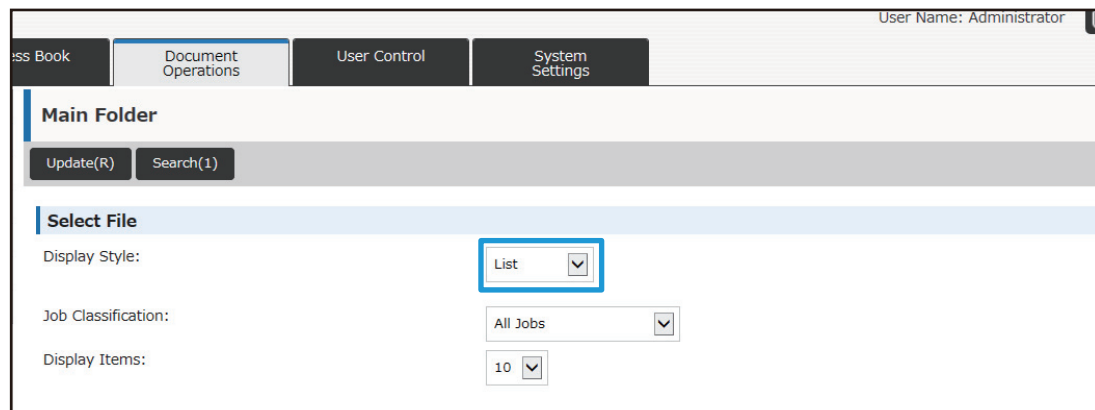 User Name: Administrator
ess Book
Document
Operations
User Control
System
Settings
Main Folder
Update(R)
Search(1)
Select File
Display Style:
List
Job Classification:
All Jobs
Display Items:
10